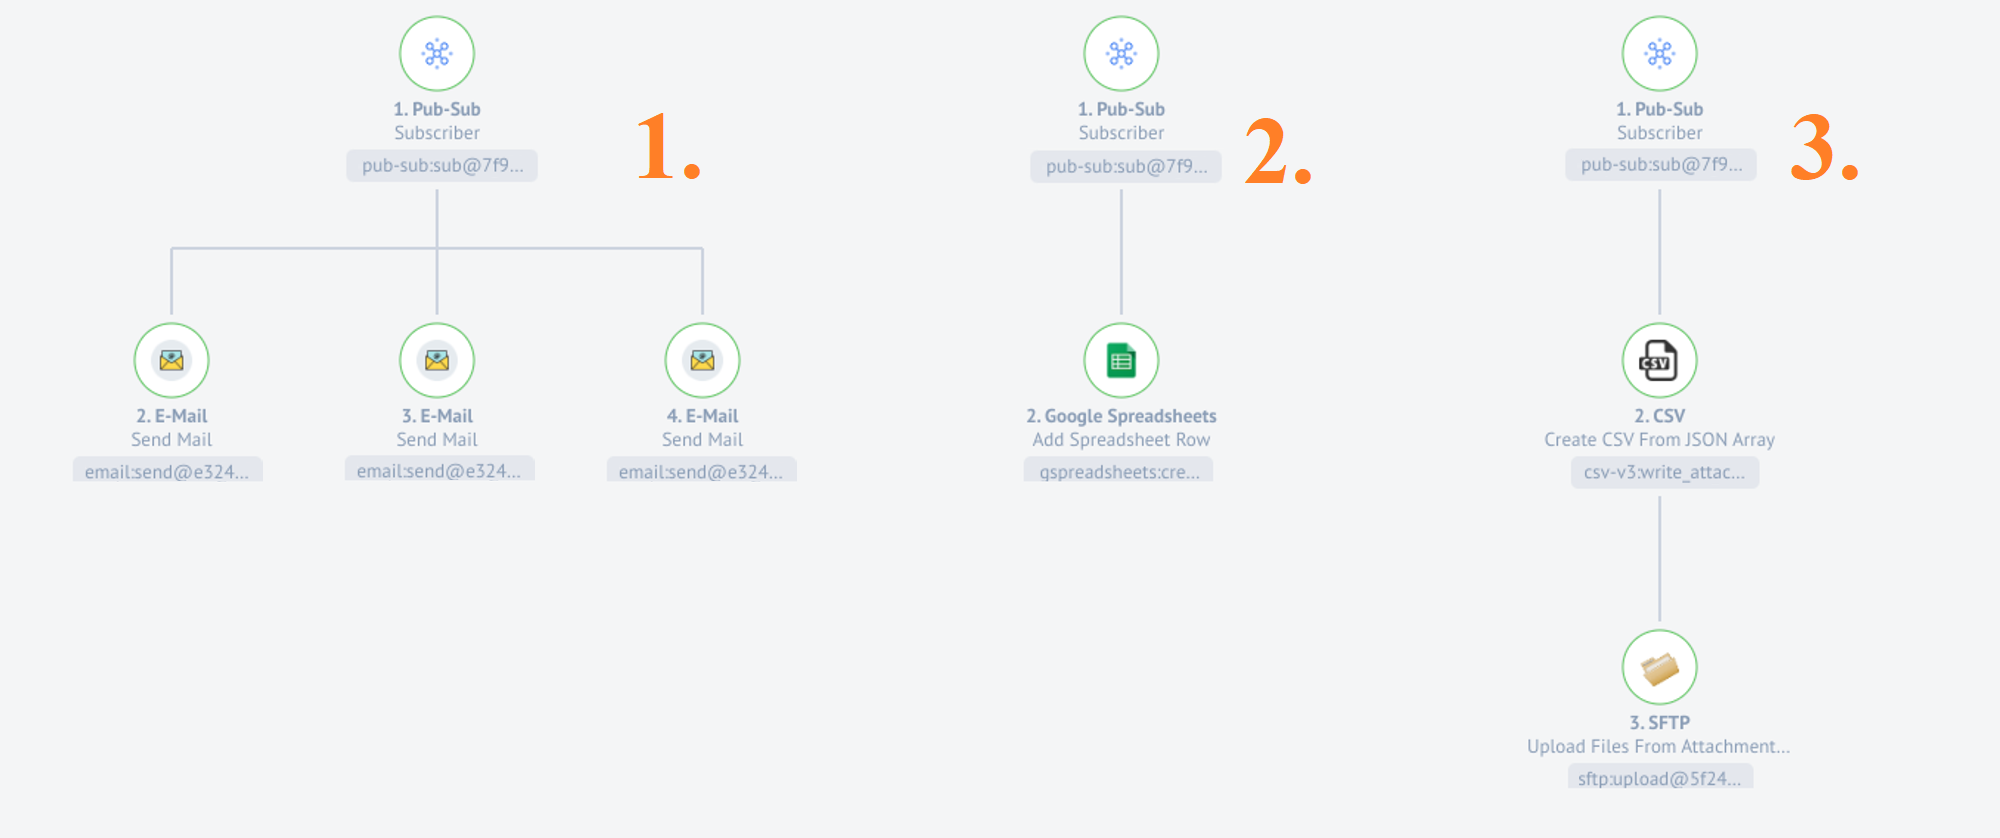 1. Pub-Sub
Subscriber
pub-sub:sub@7f9...
1.
2. E-Mail
Send Mail
email:send@e324...
3. E-Mail
Send Mail
email:send@e324...
4. E-Mail
Send Mail
email:send@e324...
1. Pub-Sub
Subscriber
pub-sub:sub@7f9...
2.
2. Google Spreadsheets
Add Spreadsheet Row
gspreadsheets:cre...
1. Pub-Sub
Subscriber
pub-sub:sub@7f9...
3.
CSV
2. CSV
Create CSV From JSON Array
csv-v3:write_attac...
3. SFTP
Upload Files From Attachment...
sftp:upload@5f24...